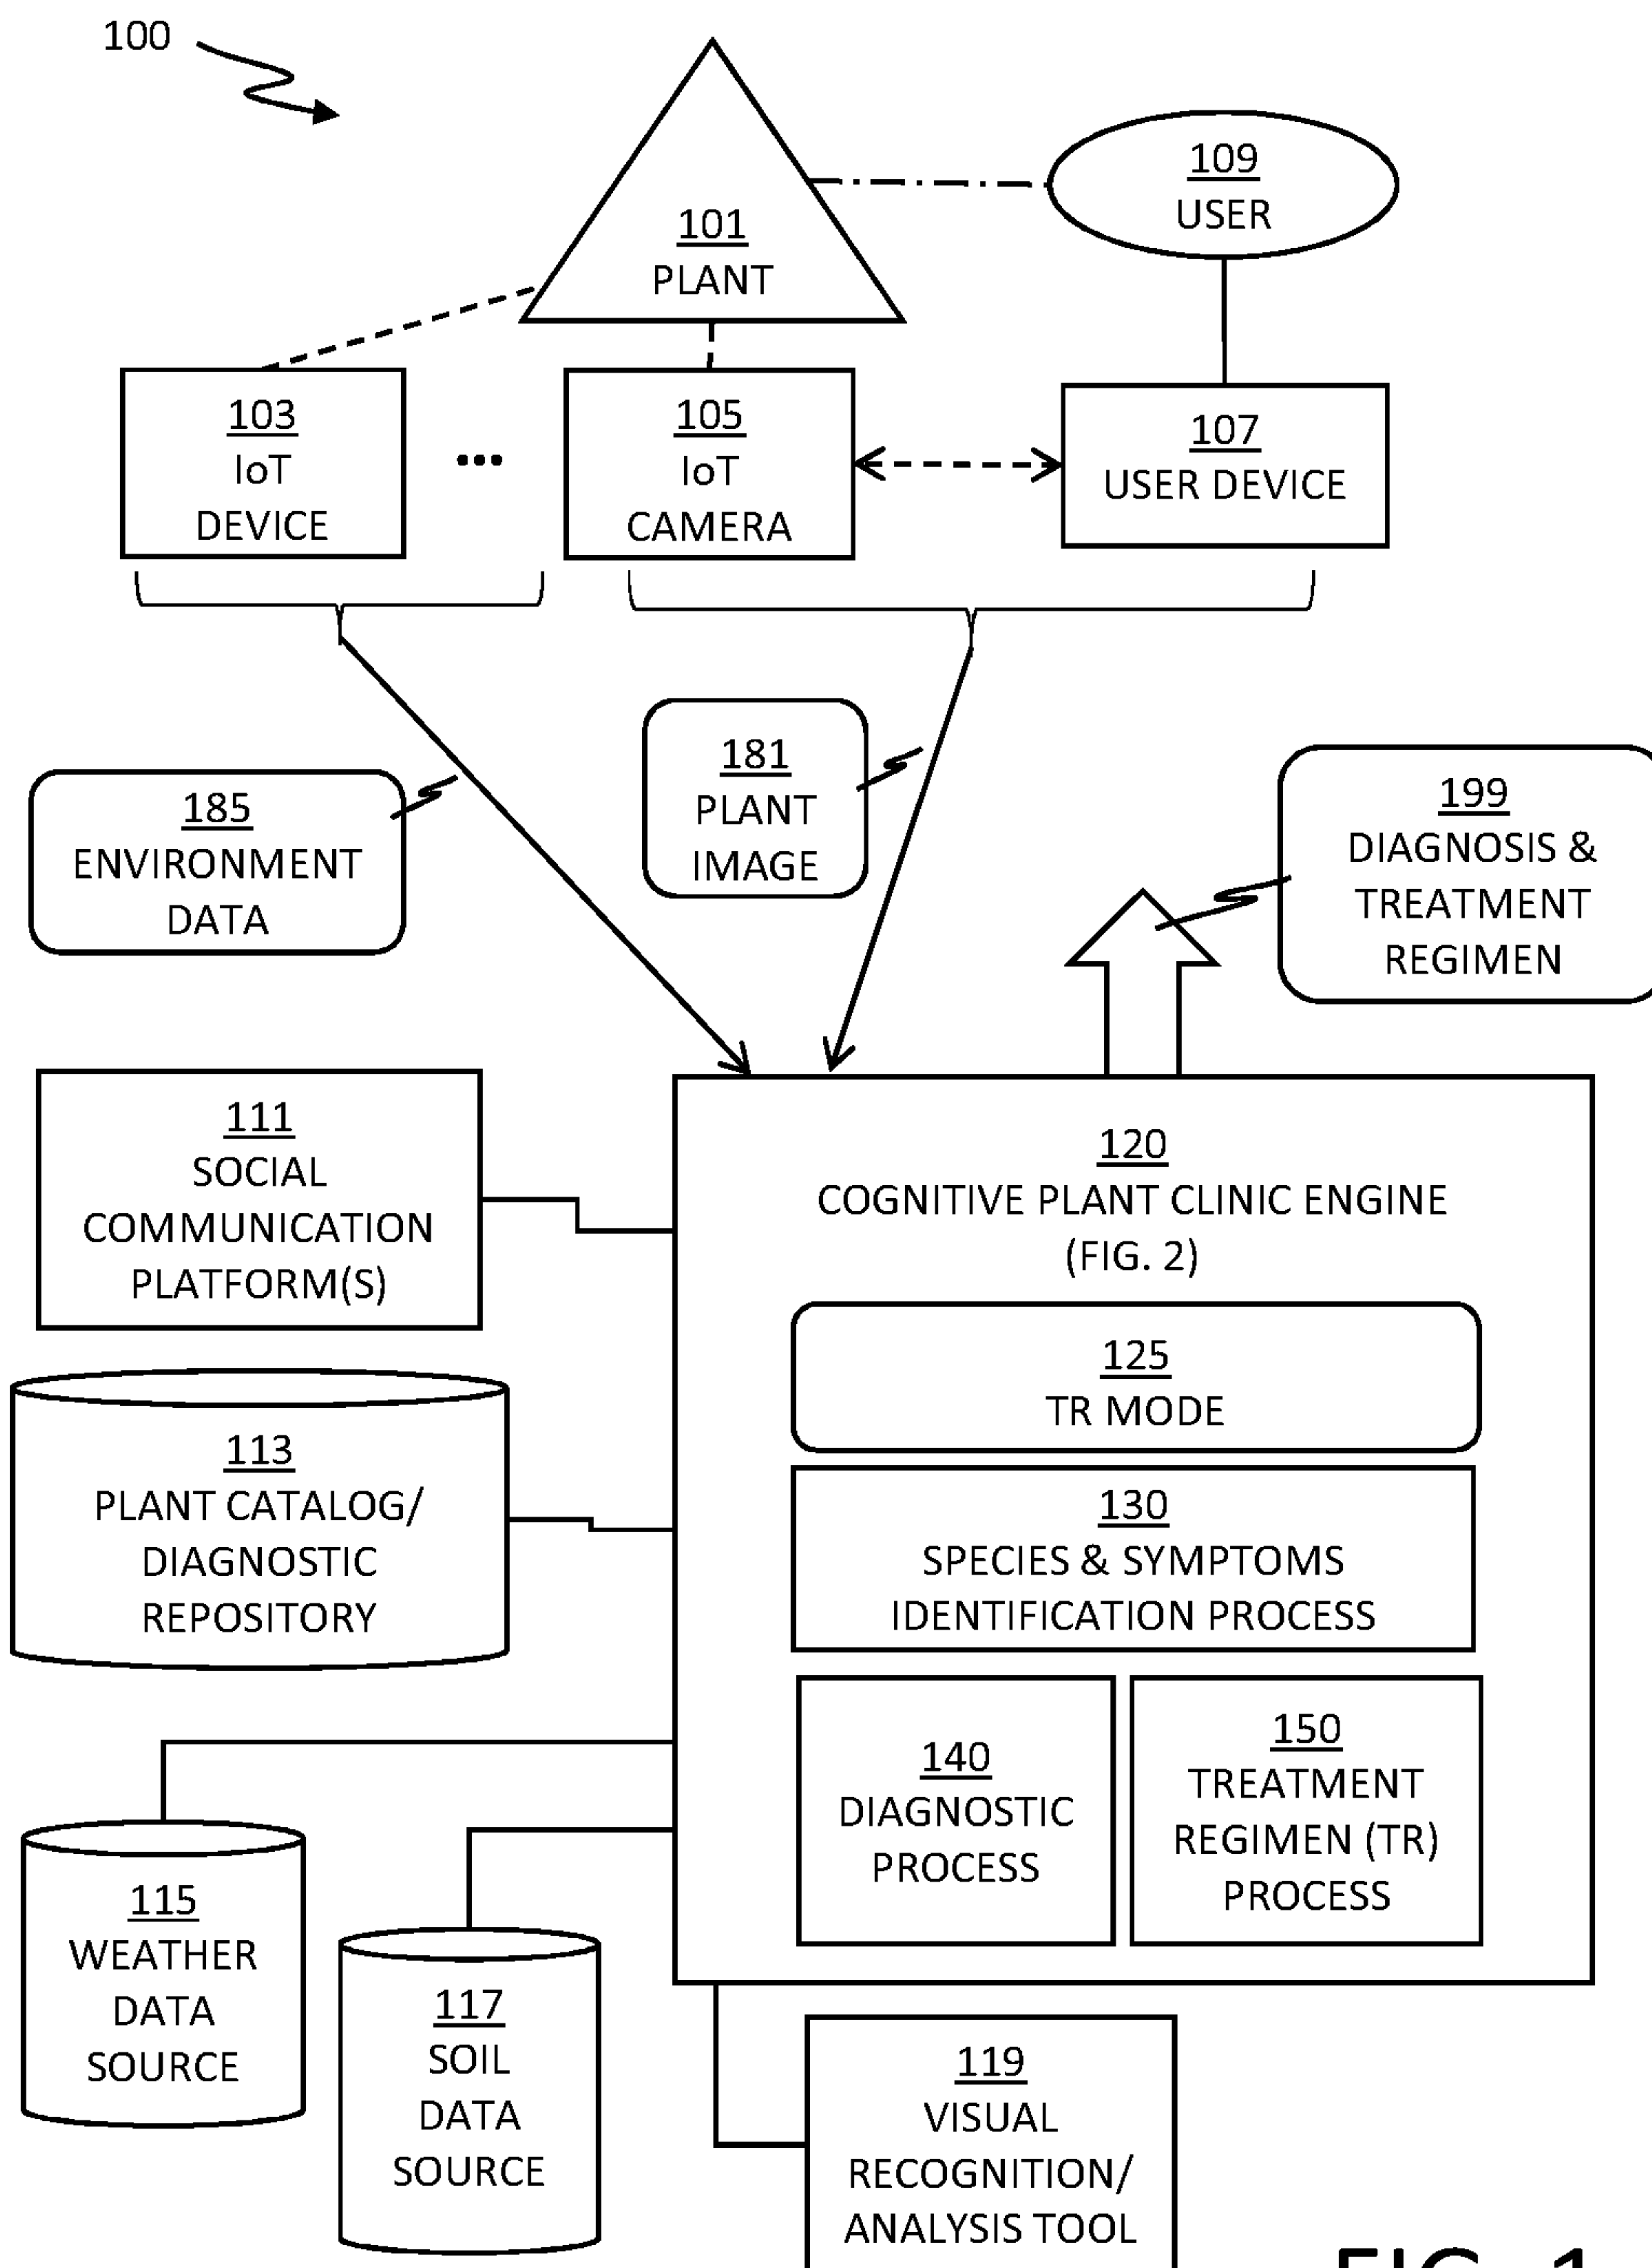 100
109
USER
101
PLANT
103
IoT
DEVICE
...
105
IoT
CAMERA
107
USER DEVICE
181
PLANT
IMAGE
185
ENVIRONMENT
DATA
199
DIAGNOSIS &
TREATMENT
REGIMEN
111
SOCIAL
COMMUNICATION
PLATFORM(S)
120
COGNITIVE PLANT CLINIC ENGINE
(FIG. 2)
125
TR MODE
113
PLANT CATALOG/
DIAGNOSTIC
REPOSITORY
130
SPECIES & SYMPTOMS
IDENTIFICATION PROCESS
140
DIAGNOSTIC
PROCESS
150
TREATMENT
REGIMEN (TR)
PROCESS
115
WEATHER
DATA
SOURCE
117
SOIL
DATA
SOURCE
119
VISUAL
RECOGNITION/
ANALYSIS TOOL
FIG. 1